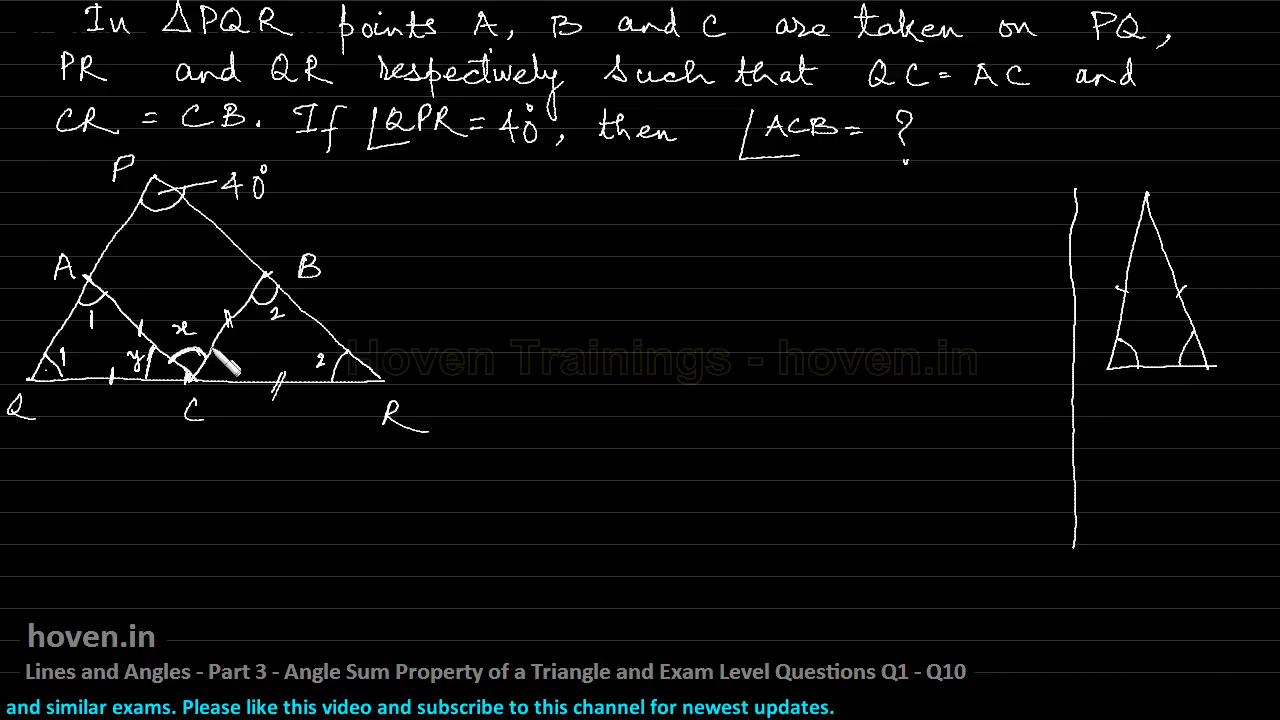 In △PQR points A, B and C are taken on PQ,
PR and QR respectively such that QC = AC and
CR = CB. If ∠QPR = 40°, then ∠ACB = ?
P
40°
A
B
1
2
x
y
1
2
Q
C
R
Hoven Trainings - hoven.in
hoven.in
Lines and Angles - Part 3 - Angle Sum Property of a Triangle and Exam Level Questions Q1 - Q10
and similar exams. Please like this video and subscribe to this channel for newest updates.